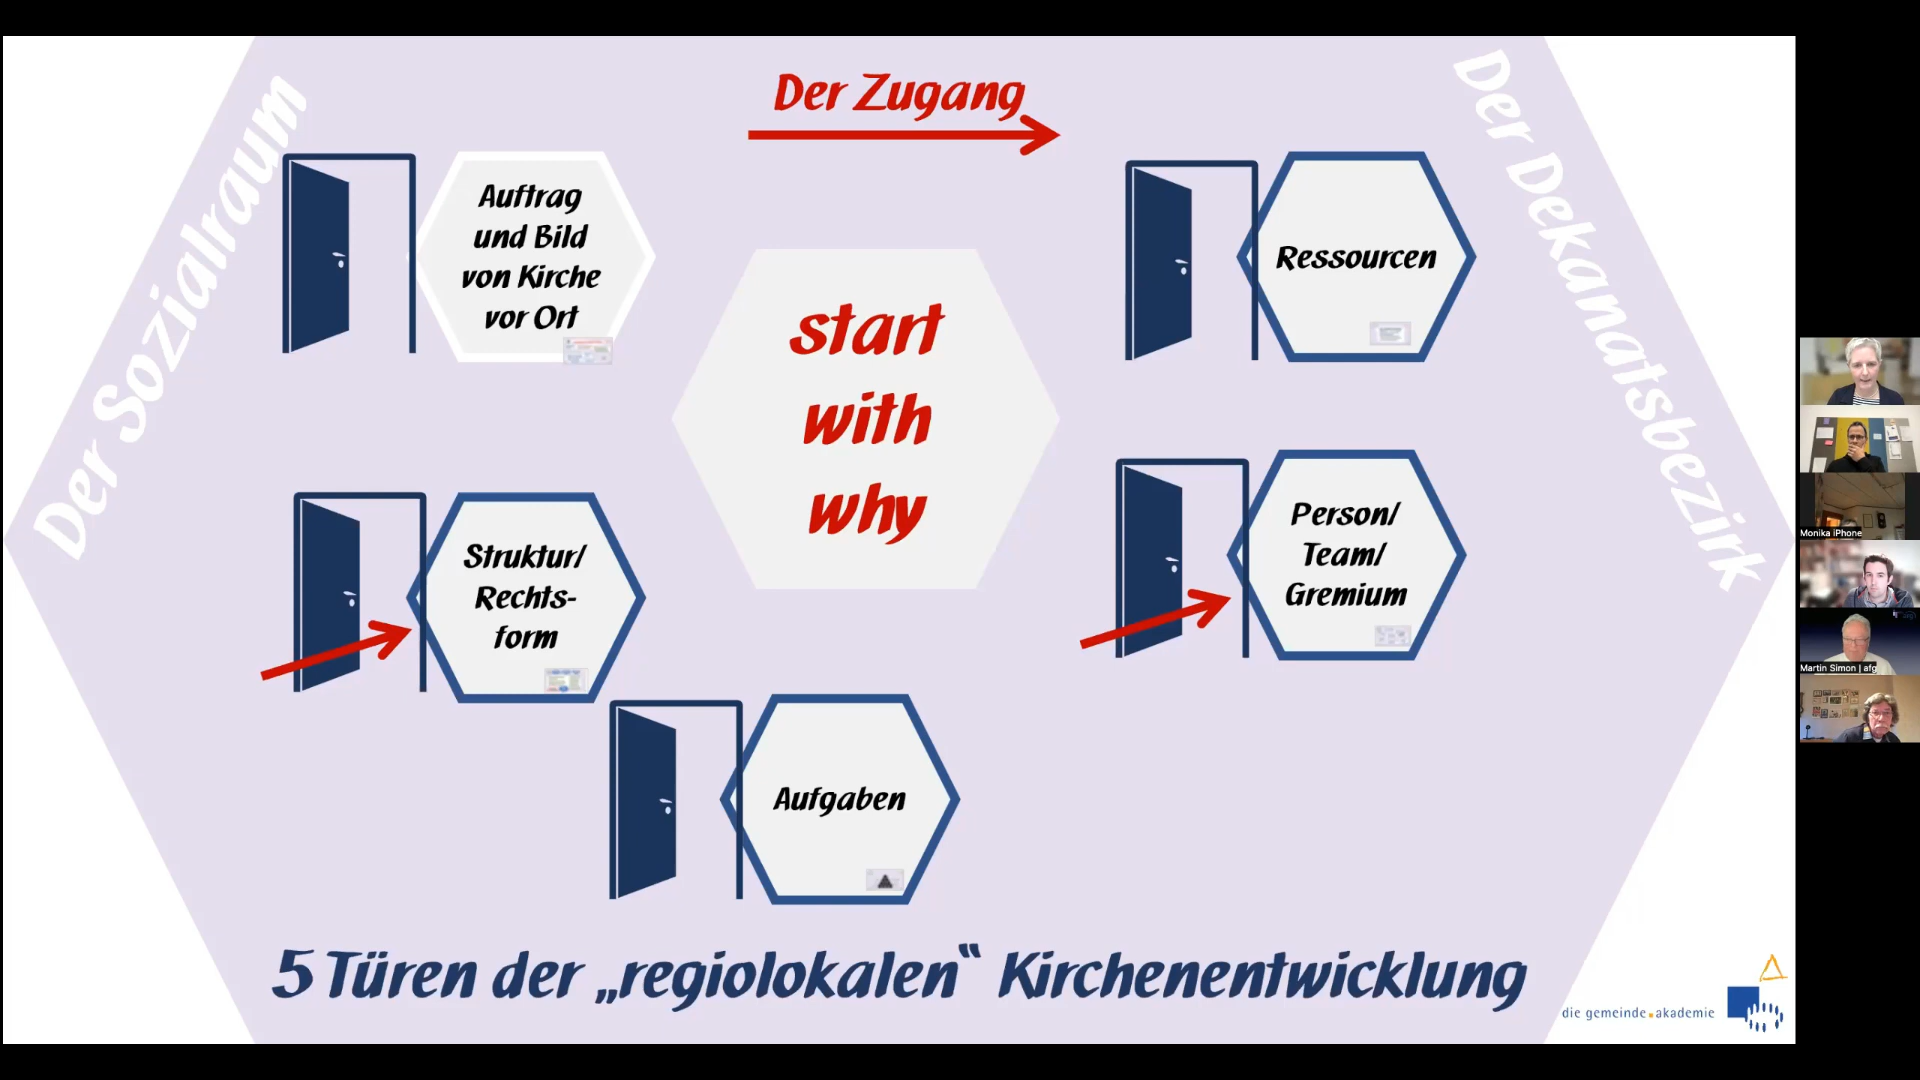 Der Zugang
Der Sozialraum
Der Dekanatsbezirk
Auftrag
und Bild
von Kirche
vor Ort
Ressourcen
start
with
why
Struktur/
Rechts-
form
Person/
Team/
Gremium
Aufgaben
5 Türen der „regiolokalen“ Kirchenentwicklung
die gemeinde.akademie
Monika iPhone
Martin Simon | afg